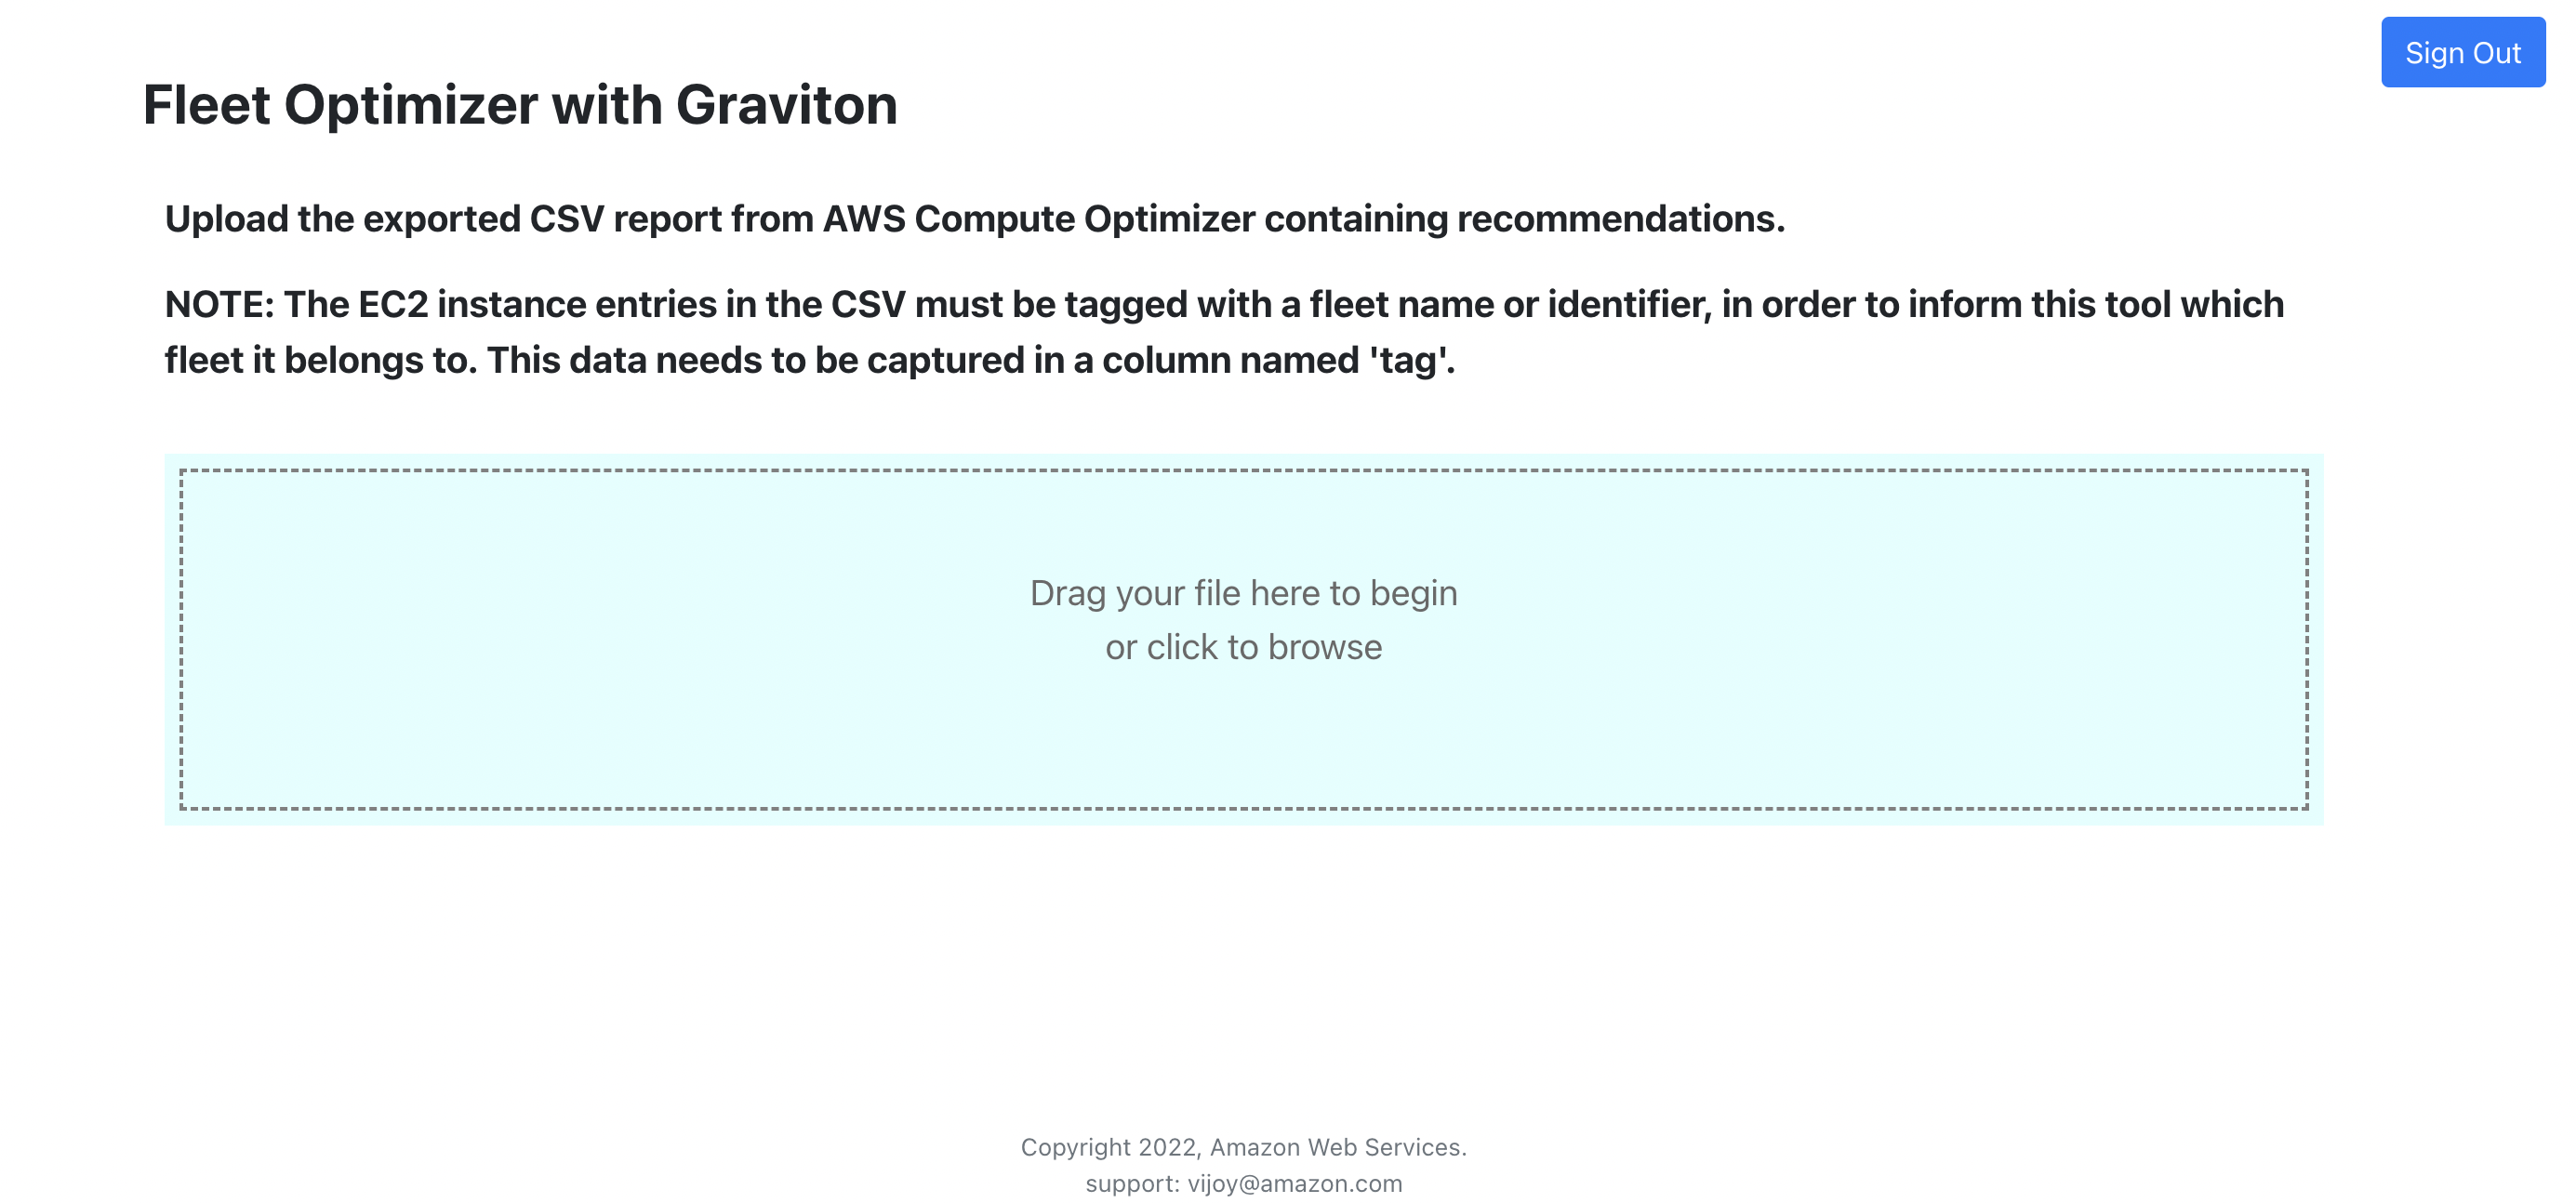 Sign Out
Fleet Optimizer with Graviton
Upload the exported CSV report from AWS Compute Optimizer containing recommendations.
NOTE: The EC2 instance entries in the CSV must be tagged with a fleet name or identifier, in order to inform this tool which
fleet it belongs to. This data needs to be captured in a column named 'tag'.
Drag your file here to begin
or click to browse
Copyright 2022, Amazon Web Services.
support: vijoy@amazon.com